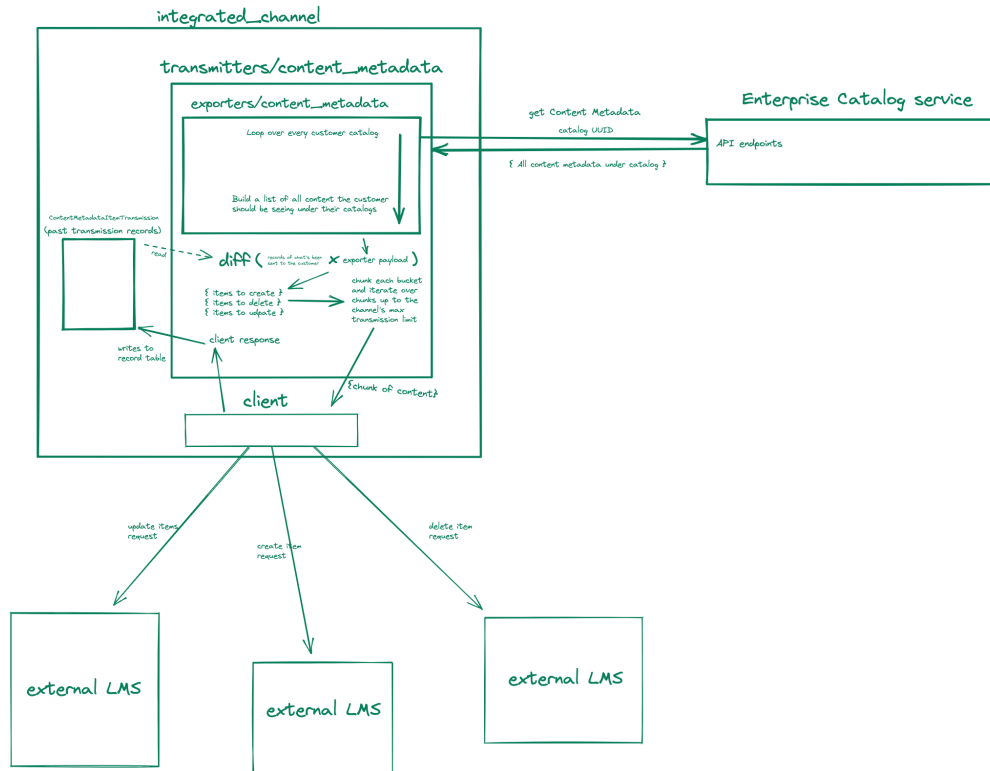 integrated_channel
transmitters/content_metadata
exporters/content_metadata
Loop over every customer catalog
Build a list of all content the customer
should be seeing under their catalogs
get Content Metadata
catalog UUID
{ All content metadata under catalog }
Enterprise Catalog service
API endpoints
ContentMetadataItemTransmission
(past transmission records)
read
diff ( records of what's been
sent to the customer × exporter payload )
{ items to create }
{ items to delete }
{ items to udpate }
chunk each bucket
and iterate over
chunks up to the
channel's max
transmission limit
client response
writes to
record table
{chunk of content}
client
update items
request
create item
request
delete item
request
external LMS
external LMS
external LMS